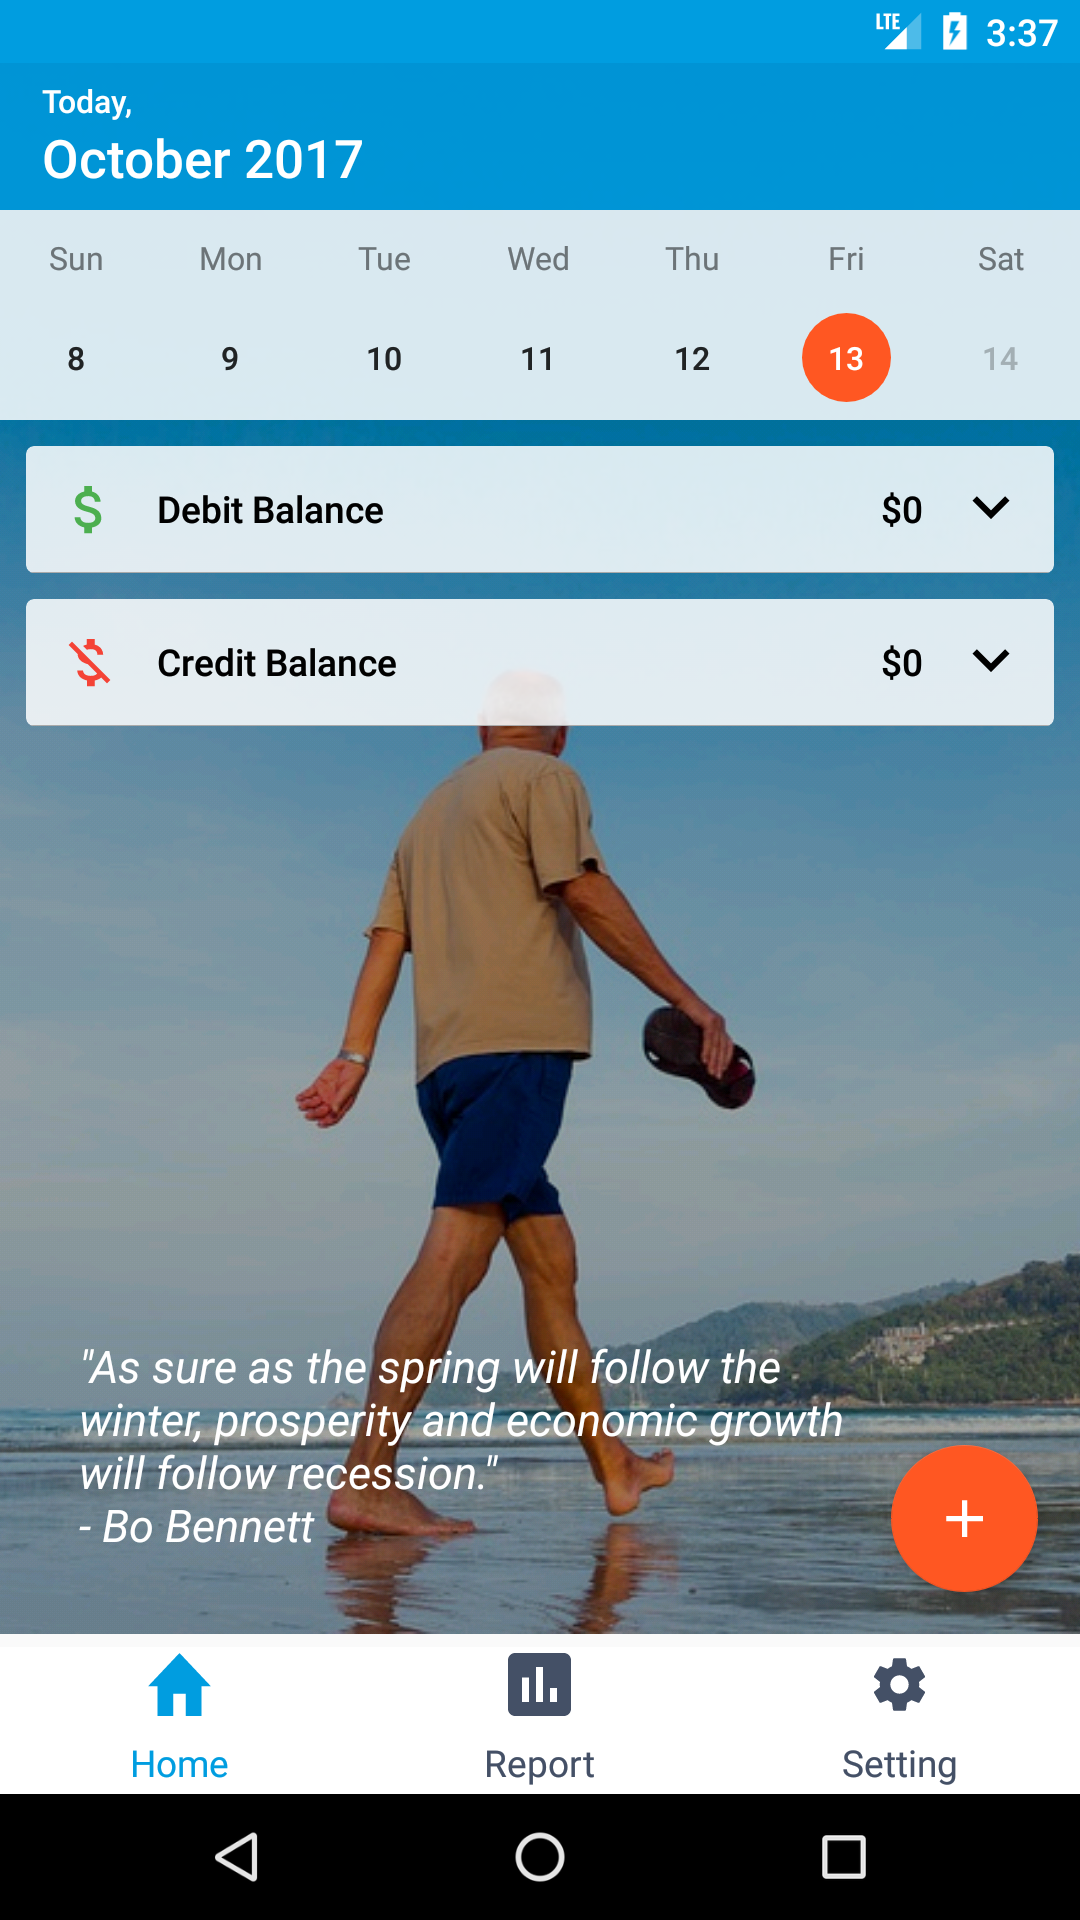 LTE 3:37
Today,
October 2017
Sun Mon Tue Wed Thu Fri Sat
8 9 10 11 12 13 14
Debit Balance $0
Credit Balance $0
"As sure as the spring will follow the
winter, prosperity and economic growth
will follow recession."
- Bo Bennett
Home Report Setting